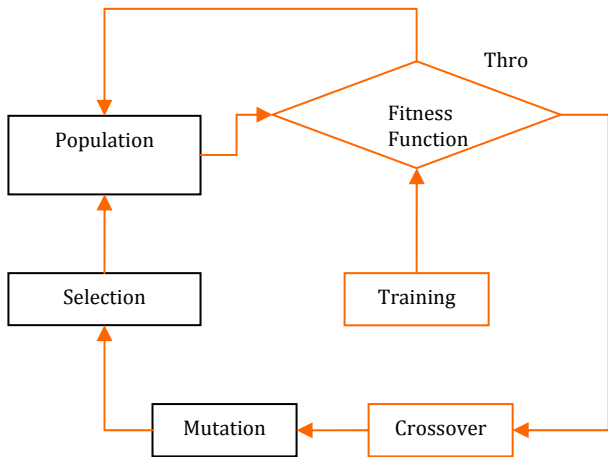 Thro
Population
Fitness
Function
Selection
Training
Mutation
Crossover